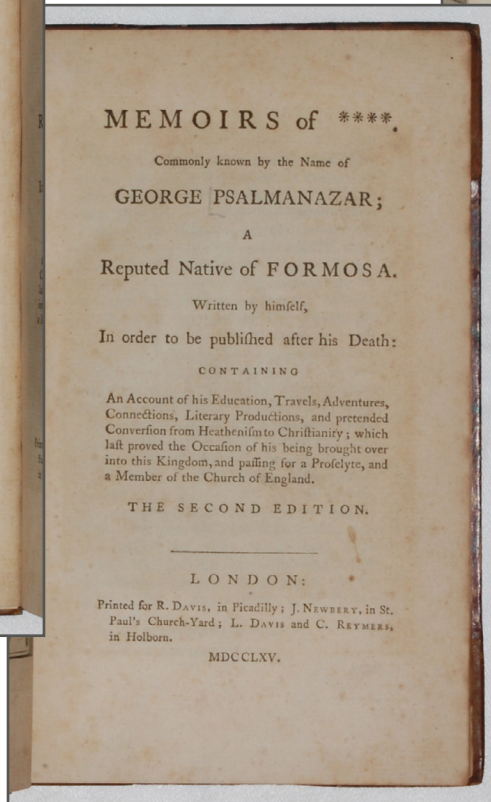 MEMOIRS of ****.
Commonly known by the Name of
GEORGE PSALMANAZAR;
A
Reputed Native of FORMOSA.
Written by himſelf,
In order to be publiſhed after his Death:
CONTAINING
An Account of his Education, Travels, Adventures,
Connections, Literary Productions, and pretended
Converſion from Heatheniſm to Chriſtianity; which
laſt proved the Occaſion of his being brought over
into this Kingdom, and paſſing for a Proſelyte, and
a Member of the Church of England.
THE SECOND EDITION.
LONDON:
Printed for R. DAVIS, in Picadilly; J. NEWBERY, in St.
Paul's Church-Yard; L. DAVIS and C. REYMERS,
in Holborn.
MDCCLXV.